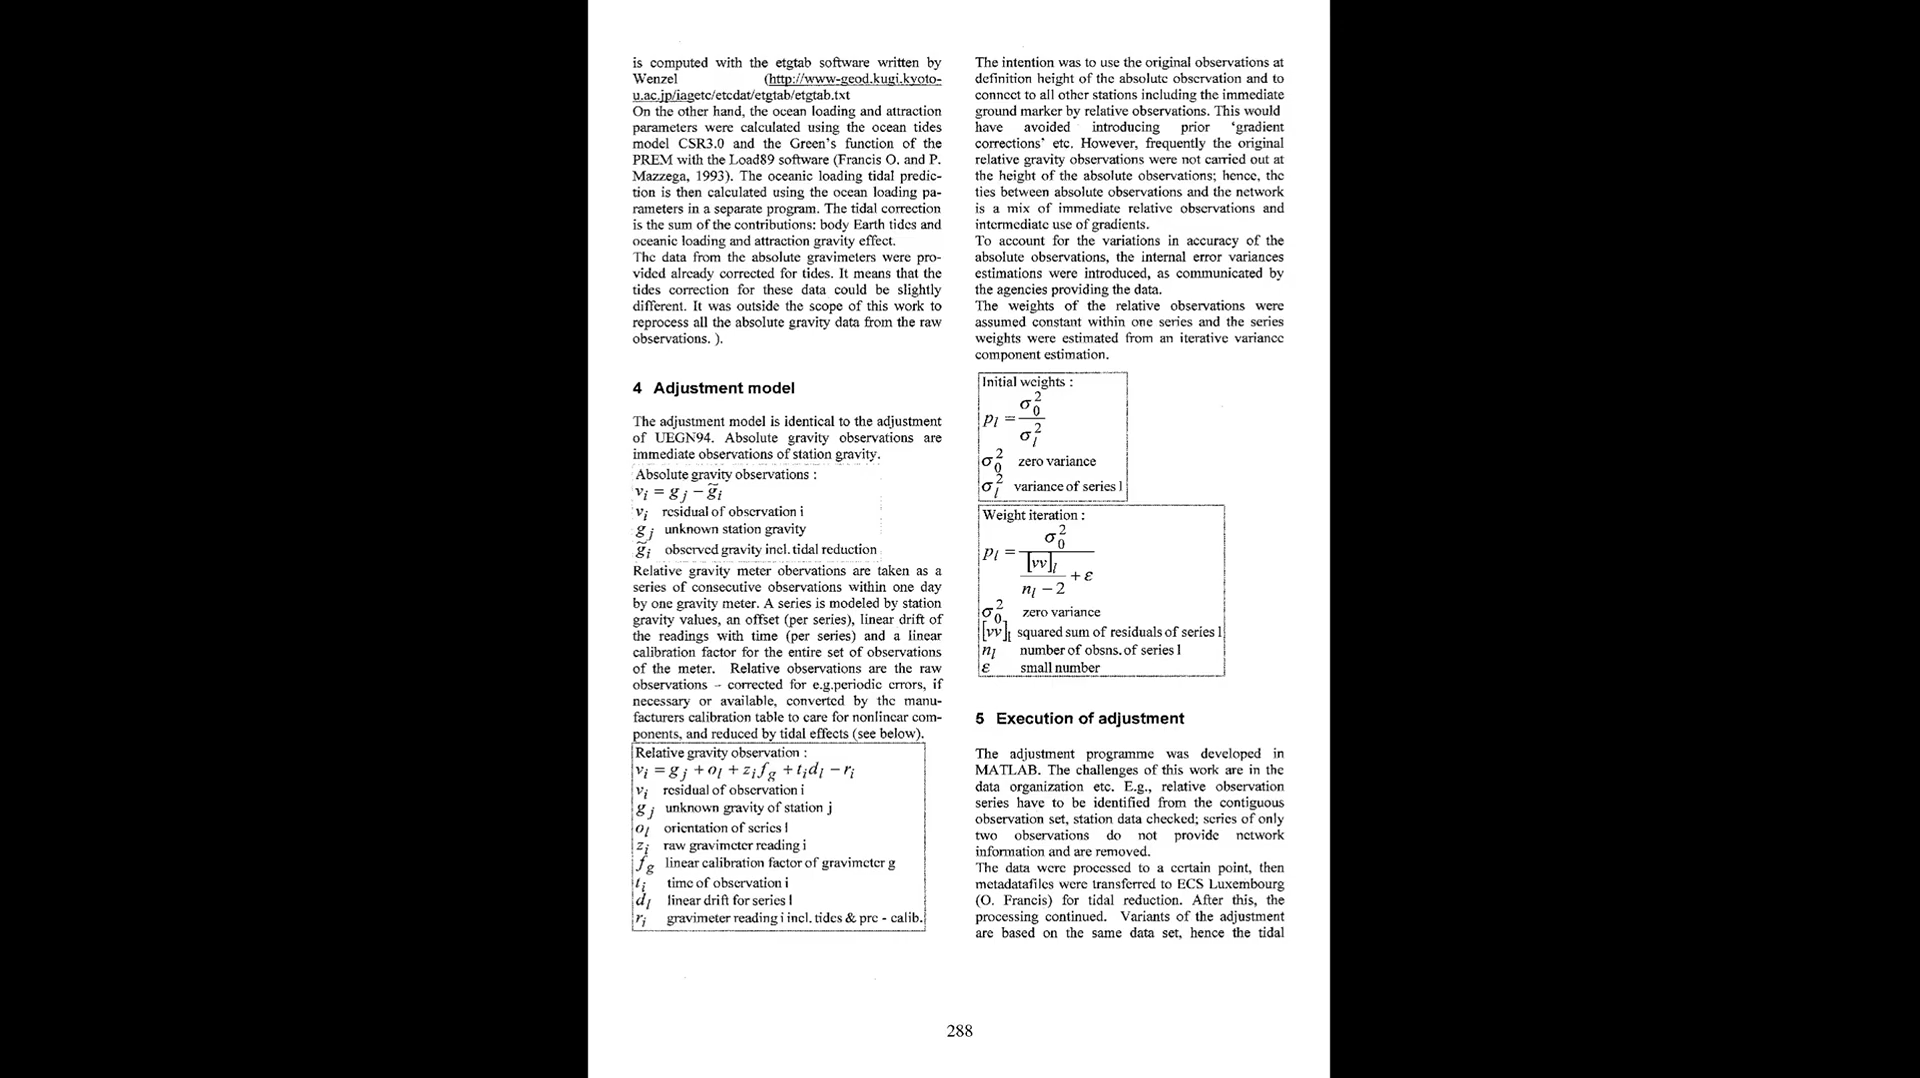 is computed with the etgtab software written by
Wenzel (http://www-geod.kugi.kyoto-
u.ac.jp/iagetc/etcdat/etgtab/etgtab.txt
On the other hand, the ocean loading and attraction
parameters were calculated using the ocean tides
model CSR3.0 and the Green's function of the
PREM with the Load89 software (Francis O. and P.
Mazzega, 1993). The oceanic loading tidal predic-
tion is then calculated using the ocean loading pa-
rameters in a separate program. The tidal correction
is the sum of the contributions: body Earth tides and
oceanic loading and attraction gravity effect.
The data from the absolute gravimeters were pro-
vided already corrected for tides. It means that the
tides correction for these data could be slightly
different. It was outside the scope of this work to
reprocess all the absolute gravity data from the raw
observations. ).
4 Adjustment model
The adjustment model is identical to the adjustment
of UEGN94. Absolute gravity observations are
immediate observations of station gravity.
Absolute gravity observations :
v_i = g_j − g̃_i
v_i residual of observation i
g_j unknown station gravity
g̃_i observed gravity incl. tidal reduction
Relative gravity meter obervations are taken as a
series of consecutive observations within one day
by one gravity meter. A series is modeled by station
gravity values, an offset (per series), linear drift of
the readings with time (per series) and a linear
calibration factor for the entire set of observations
of the meter. Relative observations are the raw
observations – corrected for e.g.periodic errors, if
necessary or available, converted by the manu-
facturers calibration table to care for nonlinear com-
ponents, and reduced by tidal effects (see below).
Relative gravity observation :
v_i = g_j + o_l + z_i f_g + t_i d_l − r_i
v_i residual of observation i
g_j unknown gravity of station j
o_l orientation of series l
z_i raw gravimeter reading i
f_g linear calibration factor of gravimeter g
t_i time of observation i
d_l linear drift for series l
r_i gravimeter reading i incl. tides & pre - calib.
The intention was to use the original observations at
definition height of the absolute observation and to
connect to all other stations including the immediate
ground marker by relative observations. This would
have avoided introducing prior 'gradient
corrections' etc. However, frequently the original
relative gravity observations were not carried out at
the height of the absolute observations; hence, the
ties between absolute observations and the network
is a mix of immediate relative observations and
intermediate use of gradients.
To account for the variations in accuracy of the
absolute observations, the internal error variances
estimations were introduced, as communicated by
the agencies providing the data.
The weights of the relative observations were
assumed constant within one series and the series
weights were estimated from an iterative variance
component estimation.
Initial weights :
p_l = σ_0^2 / σ_l^2
σ_0^2 zero variance
σ_l^2 variance of series l
Weight iteration :
p_l = σ_0^2 / ([vv]_l / (n_l − 2) + ε)
σ_0^2 zero variance
[vv]_l squared sum of residuals of series l
n_l number of obsns. of series l
ε small number
5 Execution of adjustment
The adjustment programme was developed in
MATLAB. The challenges of this work are in the
data organization etc. E.g., relative observation
series have to be identified from the contiguous
observation set, station data checked; series of only
two observations do not provide network
information and are removed.
The data were processed to a certain point, then
metadatafiles were transferred to ECS Luxembourg
(O. Francis) for tidal reduction. After this, the
processing continued. Variants of the adjustment
are based on the same data set, hence the tidal
288